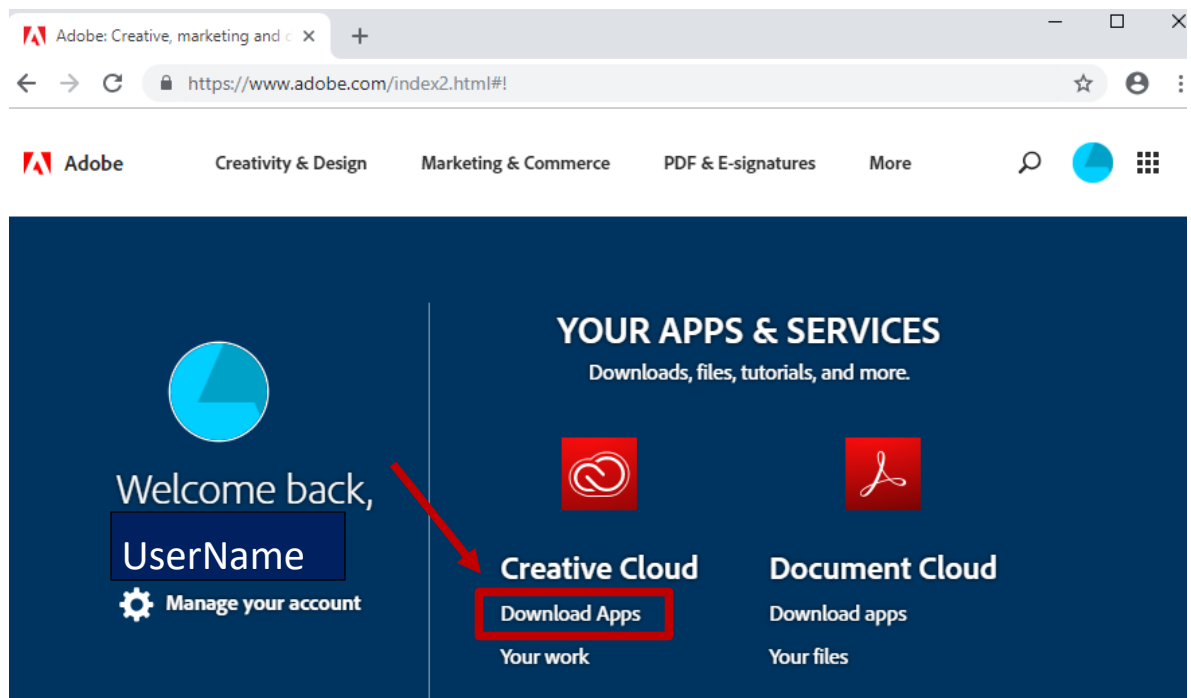 Adobe: Creative, marketing and
https://www.adobe.com/index2.html#!
Adobe Creativity & Design Marketing & Commerce PDF & E-signatures More
YOUR APPS & SERVICES
Downloads, files, tutorials, and more.
Welcome back,
UserName
Manage your account
Creative Cloud
Download Apps
Your work
Document Cloud
Download apps
Your files